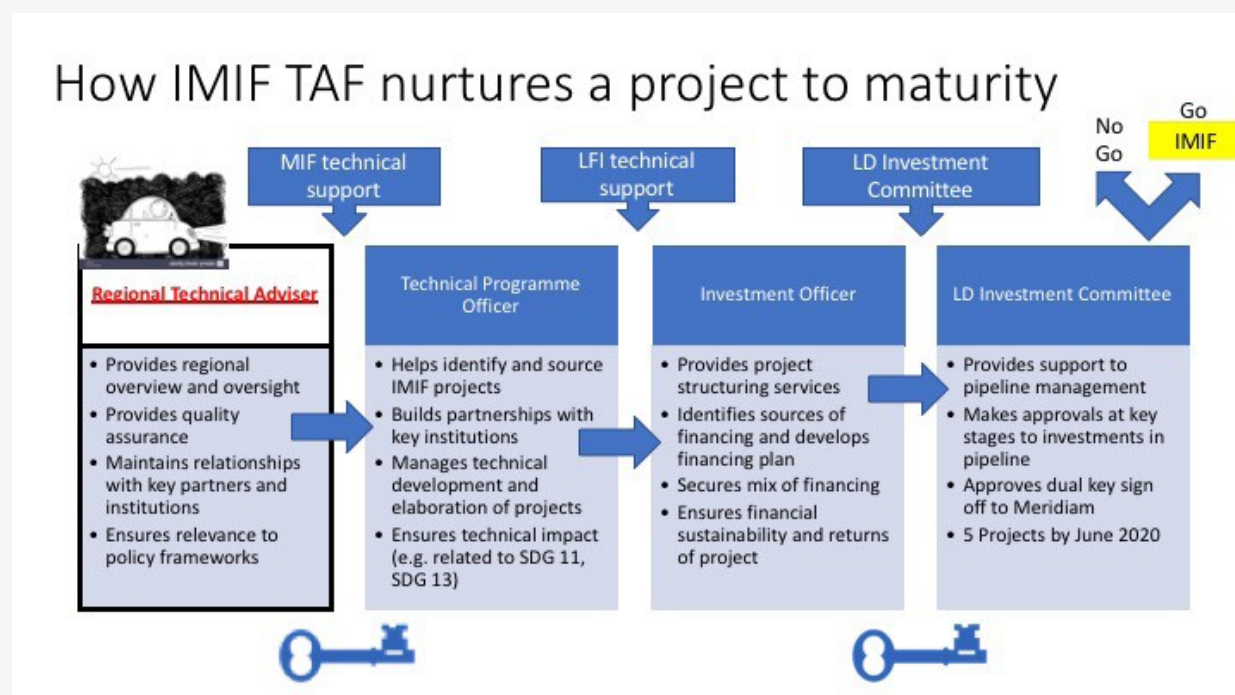 How IMIF TAF nurtures a project to maturity
MIF technical
support
LFI technical
support
LD Investment
Committee
No
Go
Go
IMIF
Regional Technical Adviser
• Provides regional
overview and oversight
• Provides quality
assurance
• Maintains relationships
with key partners and
institutions
• Ensures relevance to
policy frameworks
Technical Programme
Officer
• Helps identify and source
IMIF projects
• Builds partnerships with
key institutions
• Manages technical
development and
elaboration of projects
• Ensures technical impact
(e.g. related to SDG 11,
SDG 13)
Investment Officer
• Provides project
structuring services
• Identifies sources of
financing and develops
financing plan
• Secures mix of financing
• Ensures financial
sustainability and returns
of project
LD Investment Committee
• Provides support to
pipeline management
• Makes approvals at key
stages to investments in
pipeline
• Approves dual key sign
off to Meridiam
• 5 Projects by June 2020